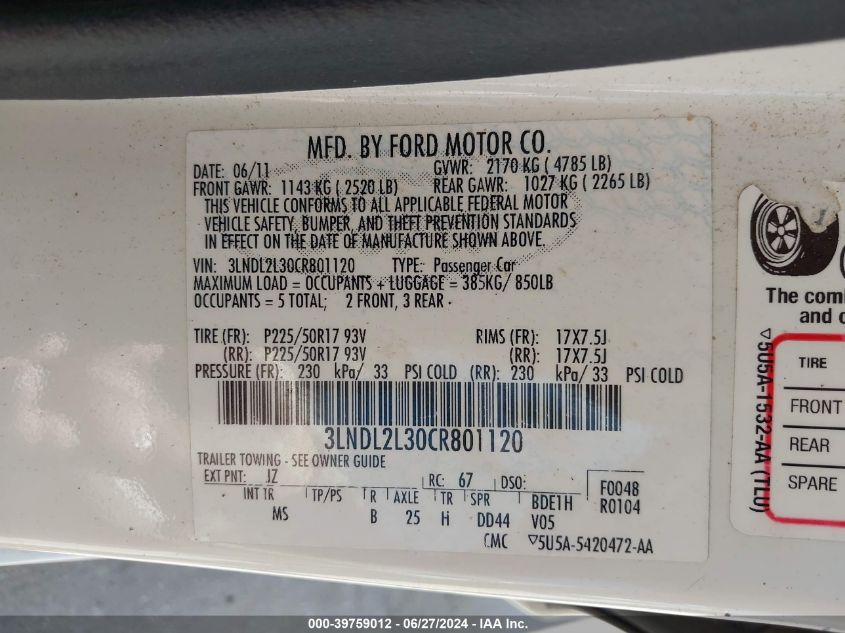 MFD. BY FORD MOTOR CO.
DATE: 06/11 GVWR: 2170 KG ( 4785 LB)
FRONT GAWR: 1143 KG ( 2520 LB) REAR GAWR: 1027 KG ( 2265 LB)
THIS VEHICLE CONFORMS TO ALL APPLICABLE FEDERAL MOTOR
VEHICLE SAFETY, BUMPER, AND THEFT PREVENTION STANDARDS
IN EFFECT ON THE DATE OF MANUFACTURE SHOWN ABOVE.
VIN: 3LNDL2L30CR801120 TYPE: Passenger Car
MAXIMUM LOAD = OCCUPANTS + LUGGAGE = 385KG/ 850LB
OCCUPANTS = 5 TOTAL; 2 FRONT, 3 REAR
TIRE (FR): P225/50R17 93V RIMS (FR): 17X7.5J
(RR): P225/50R17 93V (RR): 17X7.5J
PRESSURE (FR): 230 kPa/ 33 PSI COLD (RR): 230 kPa/ 33 PSI COLD
3LNDL2L30CR801120
TRAILER TOWING - SEE OWNER GUIDE
EXT PNT: JZ RC: 67 DSO: F0048
R0104
INT TR TP/PS R AXLE TR SPR BDE1H
MS B 25 H DD44 V05
CMC ▽5U5A-5420472-AA
The com
and o
TIRE
FRONT
REAR
SPARE
▽5U5A-1532-AA (TLU)
000-39759012 - 06/27/2024 - IAA Inc.